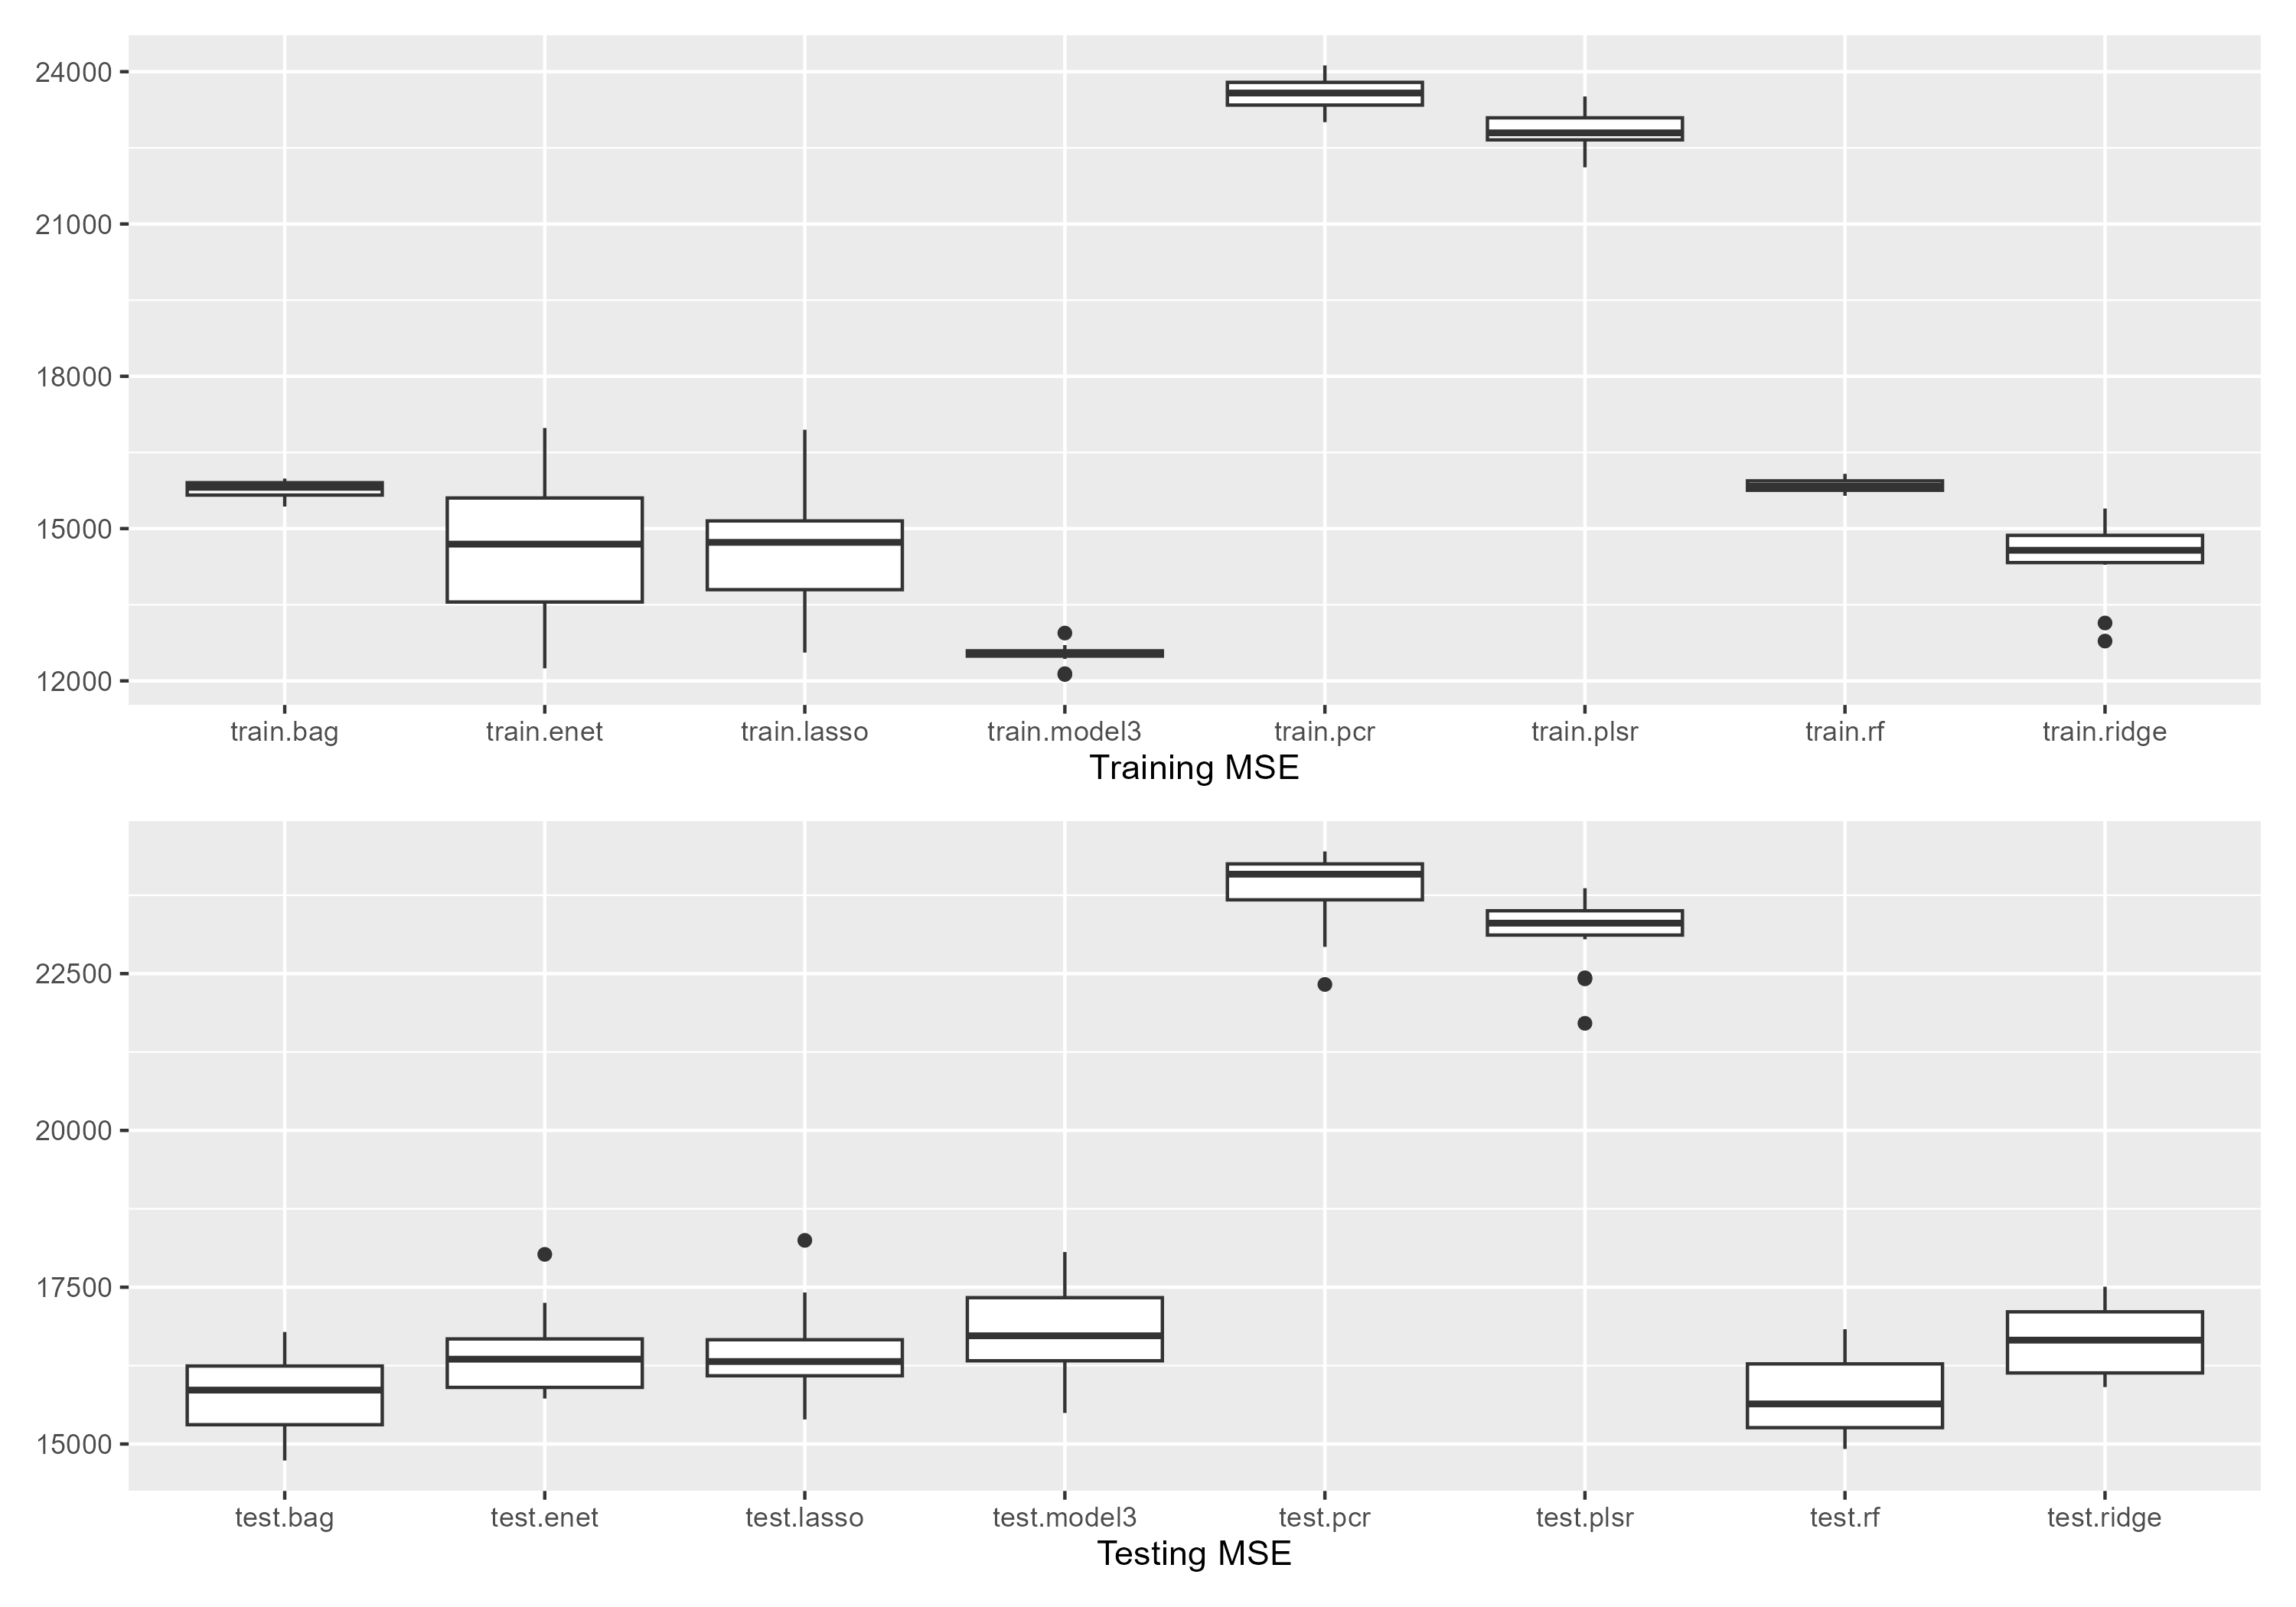 24000
21000
18000
15000
12000
train.bag train.enet train.lasso train.model3 train.pcr train.plsr train.rf train.ridge
Training MSE
22500
20000
17500
15000
test.bag test.enet test.lasso test.model3 test.pcr test.plsr test.rf test.ridge
Testing MSE